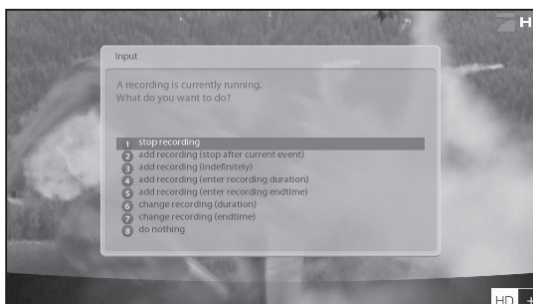 H
Input
A recording is currently running.
What do you want to do?
1 stop recording
2 add recording (stop after current event)
3 add recording (indefinitely)
4 add recording (enter recording duration)
5 add recording (enter recording endtime)
6 change recording (duration)
7 change recording (endtime)
8 do nothing
HD +